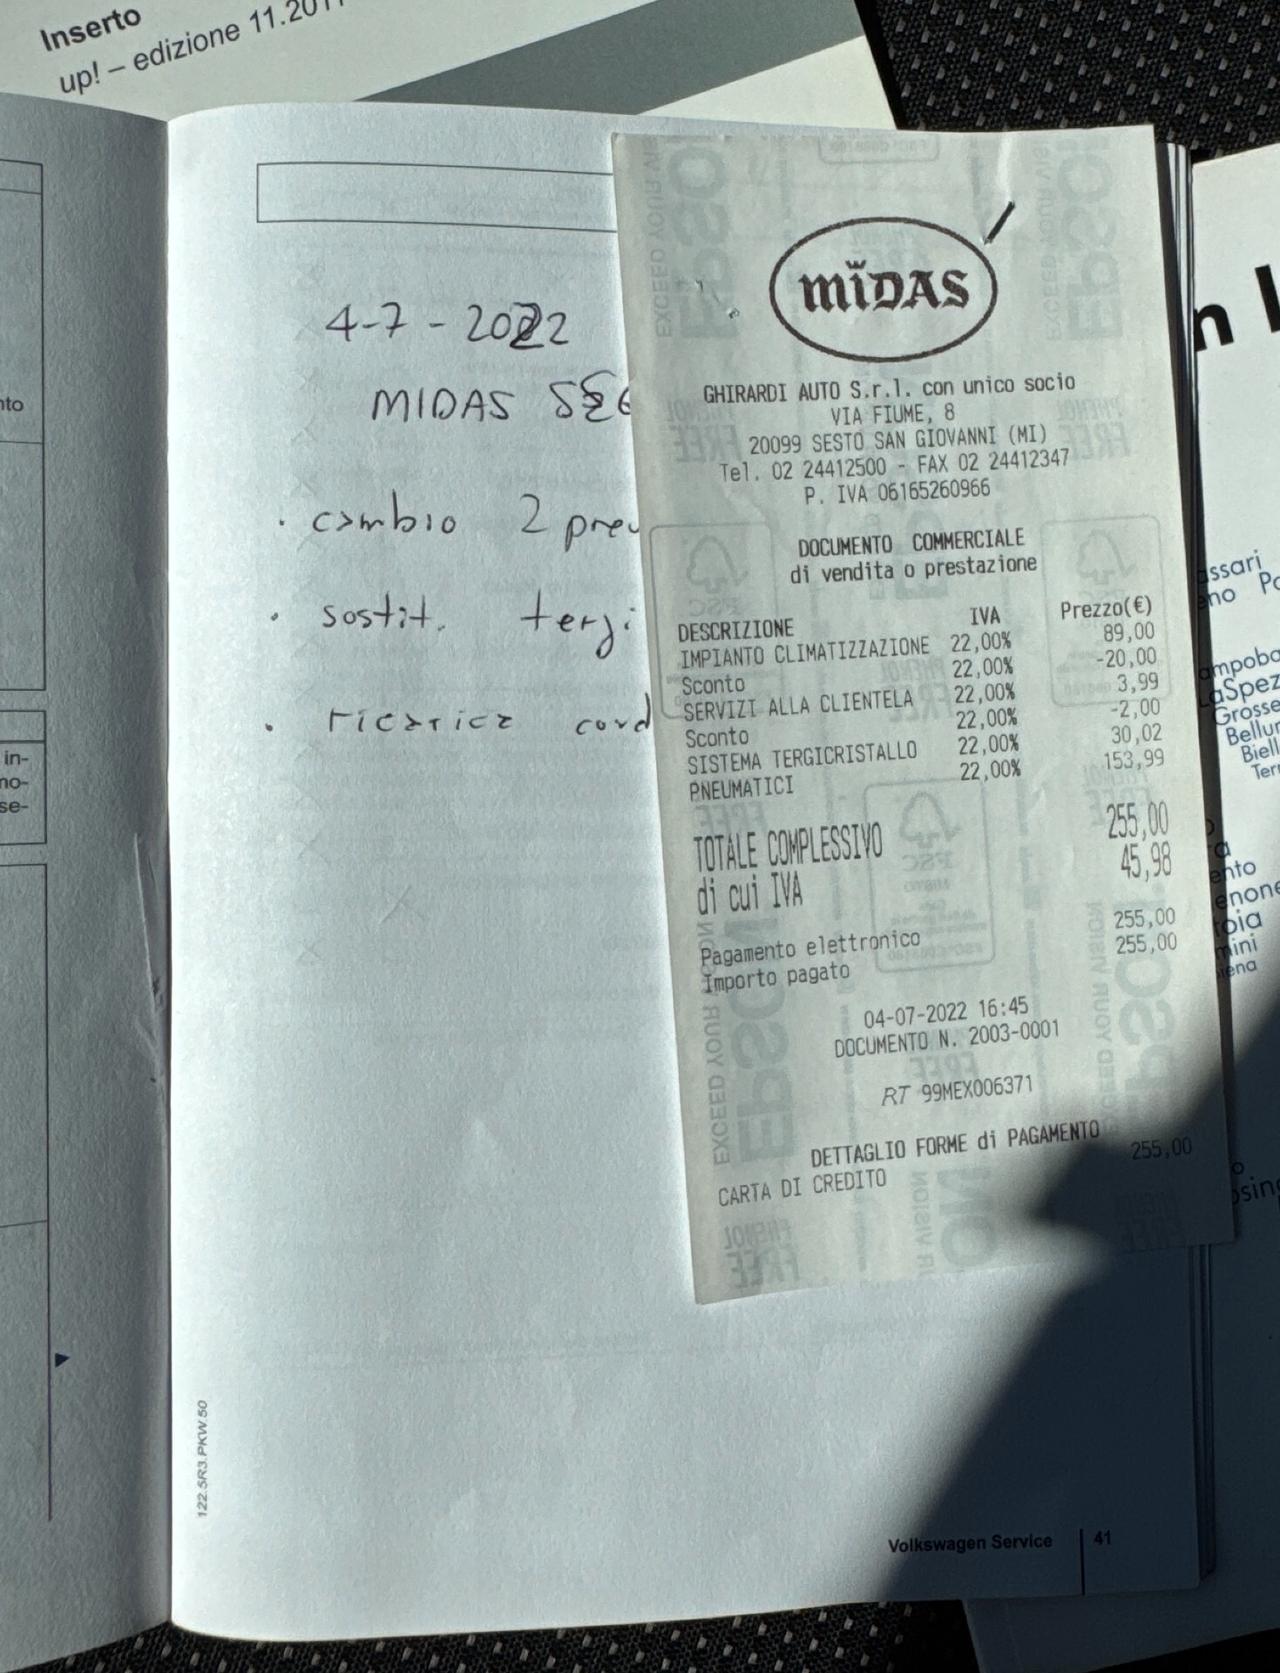 Inserto
up! – edizione 11.2011
4-7-2022
MIDAS
• cambio 2
• sostit.
• ricarica
MIDAS
GHIRARDI AUTO S.r.l. con unico socio
VIA FIUME, 8
20099 SESTO SAN GIOVANNI (MI)
Tel. 02 24412500 - FAX 02 24412347
P. IVA 06165260966
DOCUMENTO COMMERCIALE
di vendita o prestazione
DESCRIZIONE IVA Prezzo(€)
IMPIANTO CLIMATIZZAZIONE 22,00% 89,00
Sconto 22,00% -20,00
SERVIZI ALLA CLIENTELA 22,00% 3,99
Sconto 22,00% -2,00
SISTEMA TERGICRISTALLO 22,00% 30,02
PNEUMATICI 22,00% 153,99
TOTALE COMPLESSIVO 255,00
di cui IVA 45,98
Pagamento elettronico 255,00
Importo pagato 255,00
04-07-2022 16:45
DOCUMENTO N. 2003-0001
RT 99MEX006371
DETTAGLIO FORME di PAGAMENTO
CARTA DI CREDITO 255,00
122.5R3.PKW.50
Volkswagen Service 41